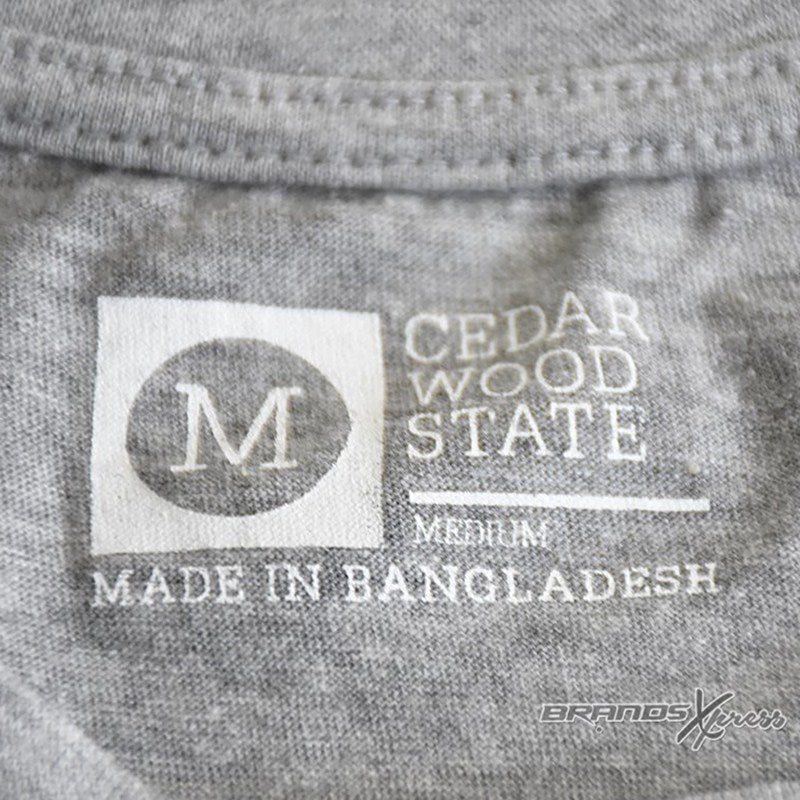 M
CEDAR
WOOD
STATE
MEDIUM
MADE IN BANGLADESH
BRANDSXpress